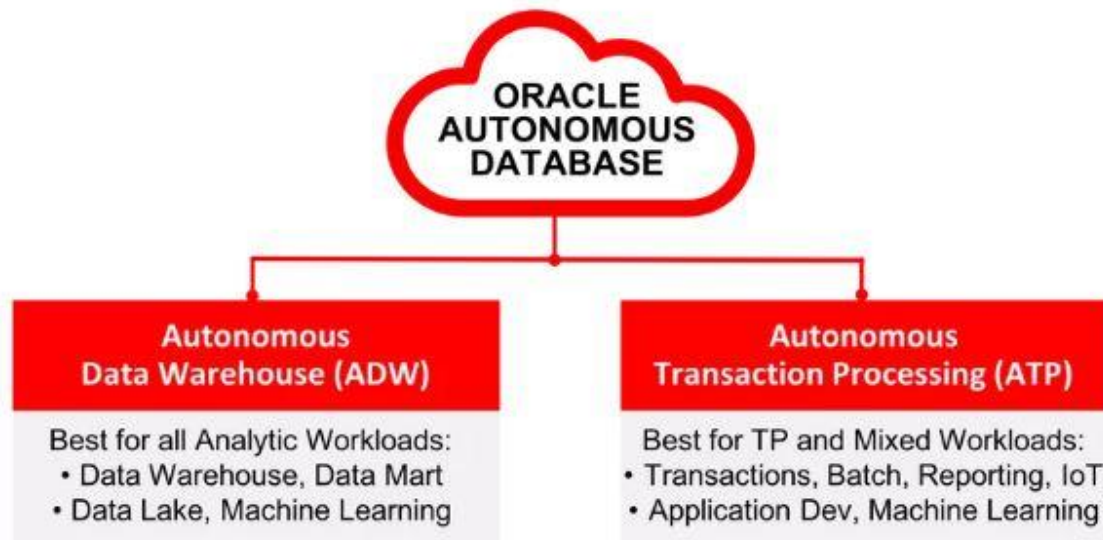 ORACLE
AUTONOMOUS
DATABASE
Autonomous
Data Warehouse (ADW)
Best for all Analytic Workloads:
• Data Warehouse, Data Mart
• Data Lake, Machine Learning
Autonomous
Transaction Processing (ATP)
Best for TP and Mixed Workloads:
• Transactions, Batch, Reporting, IoT
• Application Dev, Machine Learning